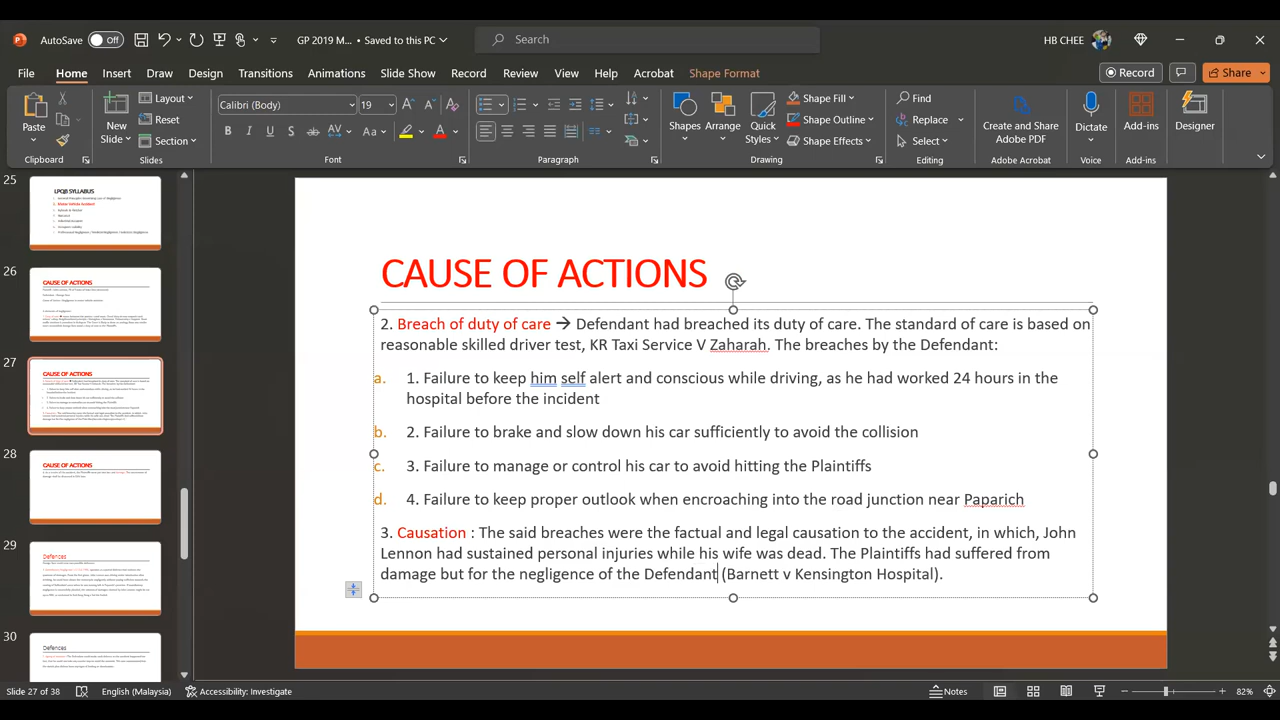 AutoSave Off GP 2019 M... • Saved to this PC Search HB CHEE
File Home Insert Draw Design Transitions Animations Slide Show Record Review View Help Acrobat Shape Format Record Share
Paste New Slide Layout Reset Section Calibri (Body) 19 Shapes Arrange Quick Styles Shape Fill Shape Outline Shape Effects Find Replace Select Create and Share Adobe PDF Dictate Add-ins Designer
Clipboard Slides Font Paragraph Drawing Editing Adobe Acrobat Voice Add-ins
25
LPQB SYLLABUS
26
CAUSE OF ACTIONS
27
CAUSE OF ACTIONS
28
CAUSE OF ACTIONS
29
Defences
30
Defences
CAUSE OF ACTIONS
2. Breach of duty of care → Defendant had breached its duty of care. The standard of care is based on
reasonable skilled driver test, KR Taxi Service V Zaharah. The breaches by the Defendant:
a. 1. Failure to keep him self alert and conscious while driving, as he had worked 24 hours in the
hospital before the incident
b. 2. Failure to brake and slow down his car sufficiently to avoid the collision
c. 3. Failure to manage or control his car to avoid hitting the Plaintiffs
d. 4. Failure to keep proper outlook when encroaching into the road junction near Paparich
3. Causation : The said breaches were the factual and legal causation to the accident, in which, John
Lennon had sustained personal injuries while his wife was dead. The Plaintiffs had suffered from
damage but for the negligence of the Defendant (Barnett v Kensington Hospital).
Slide 27 of 38 English (Malaysia) Accessibility: Investigate Notes 82%